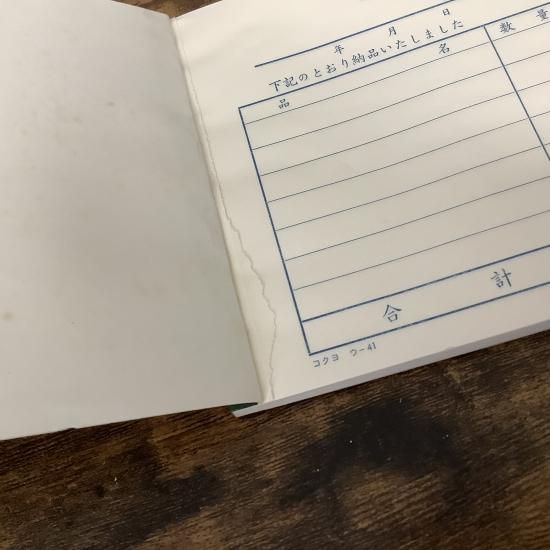 年 月 日
下記のとおり納品いたしました
品 名 数 量
合 計
コクヨ ウ-41